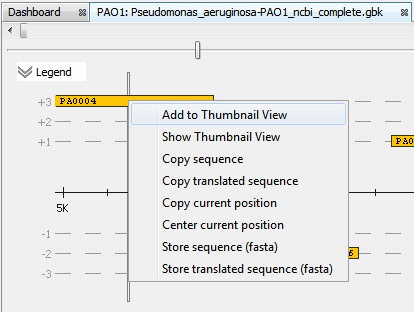 Dashboard
PAO1: Pseudomonas_aeruginosa-PAO1_ncbi_complete.gbk
Legend
+3
PA0004
+2
+1
PA0
5K
-1
-2
6
-3
Add to Thumbnail View
Show Thumbnail View
Copy sequence
Copy translated sequence
Copy current position
Center current position
Store sequence (fasta)
Store translated sequence (fasta)